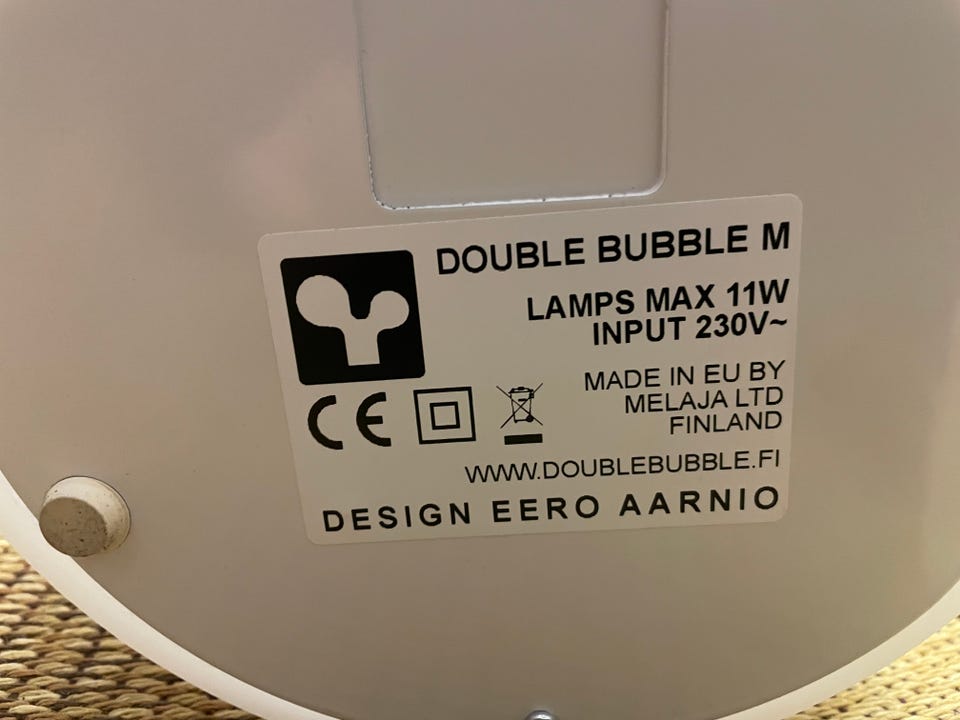 DOUBLE BUBBLE M
LAMPS MAX 11W
INPUT 230V~
MADE IN EU BY
MELAJA LTD
FINLAND
CE
WWW.DOUBLEBUBBLE.FI
DESIGN EERO AARNIO